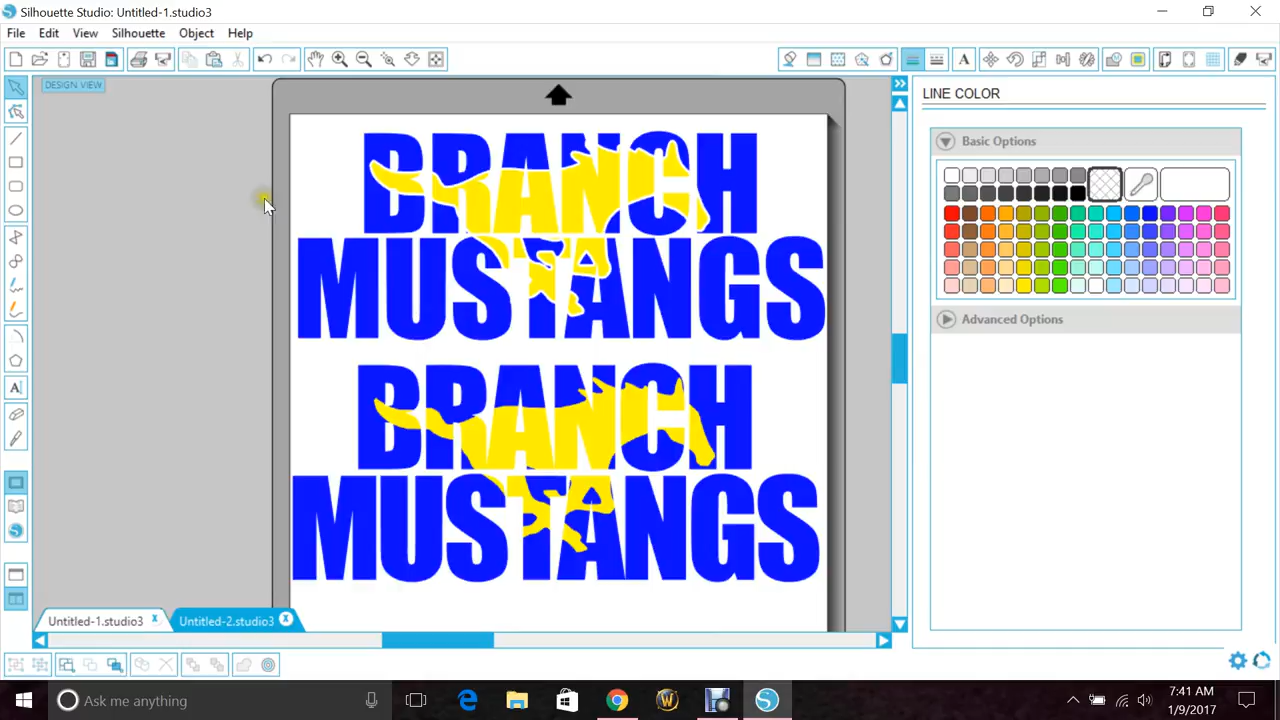 Silhouette Studio: Untitled-1.studio3
File Edit View Silhouette Object Help
DESIGN VIEW
BRANCH
MUSTANGS
BRANCH
MUSTANGS
LINE COLOR
Basic Options
Advanced Options
Untitled-1.studio3 x Untitled-2.studio3 x
Ask me anything
7:41 AM
1/9/2017